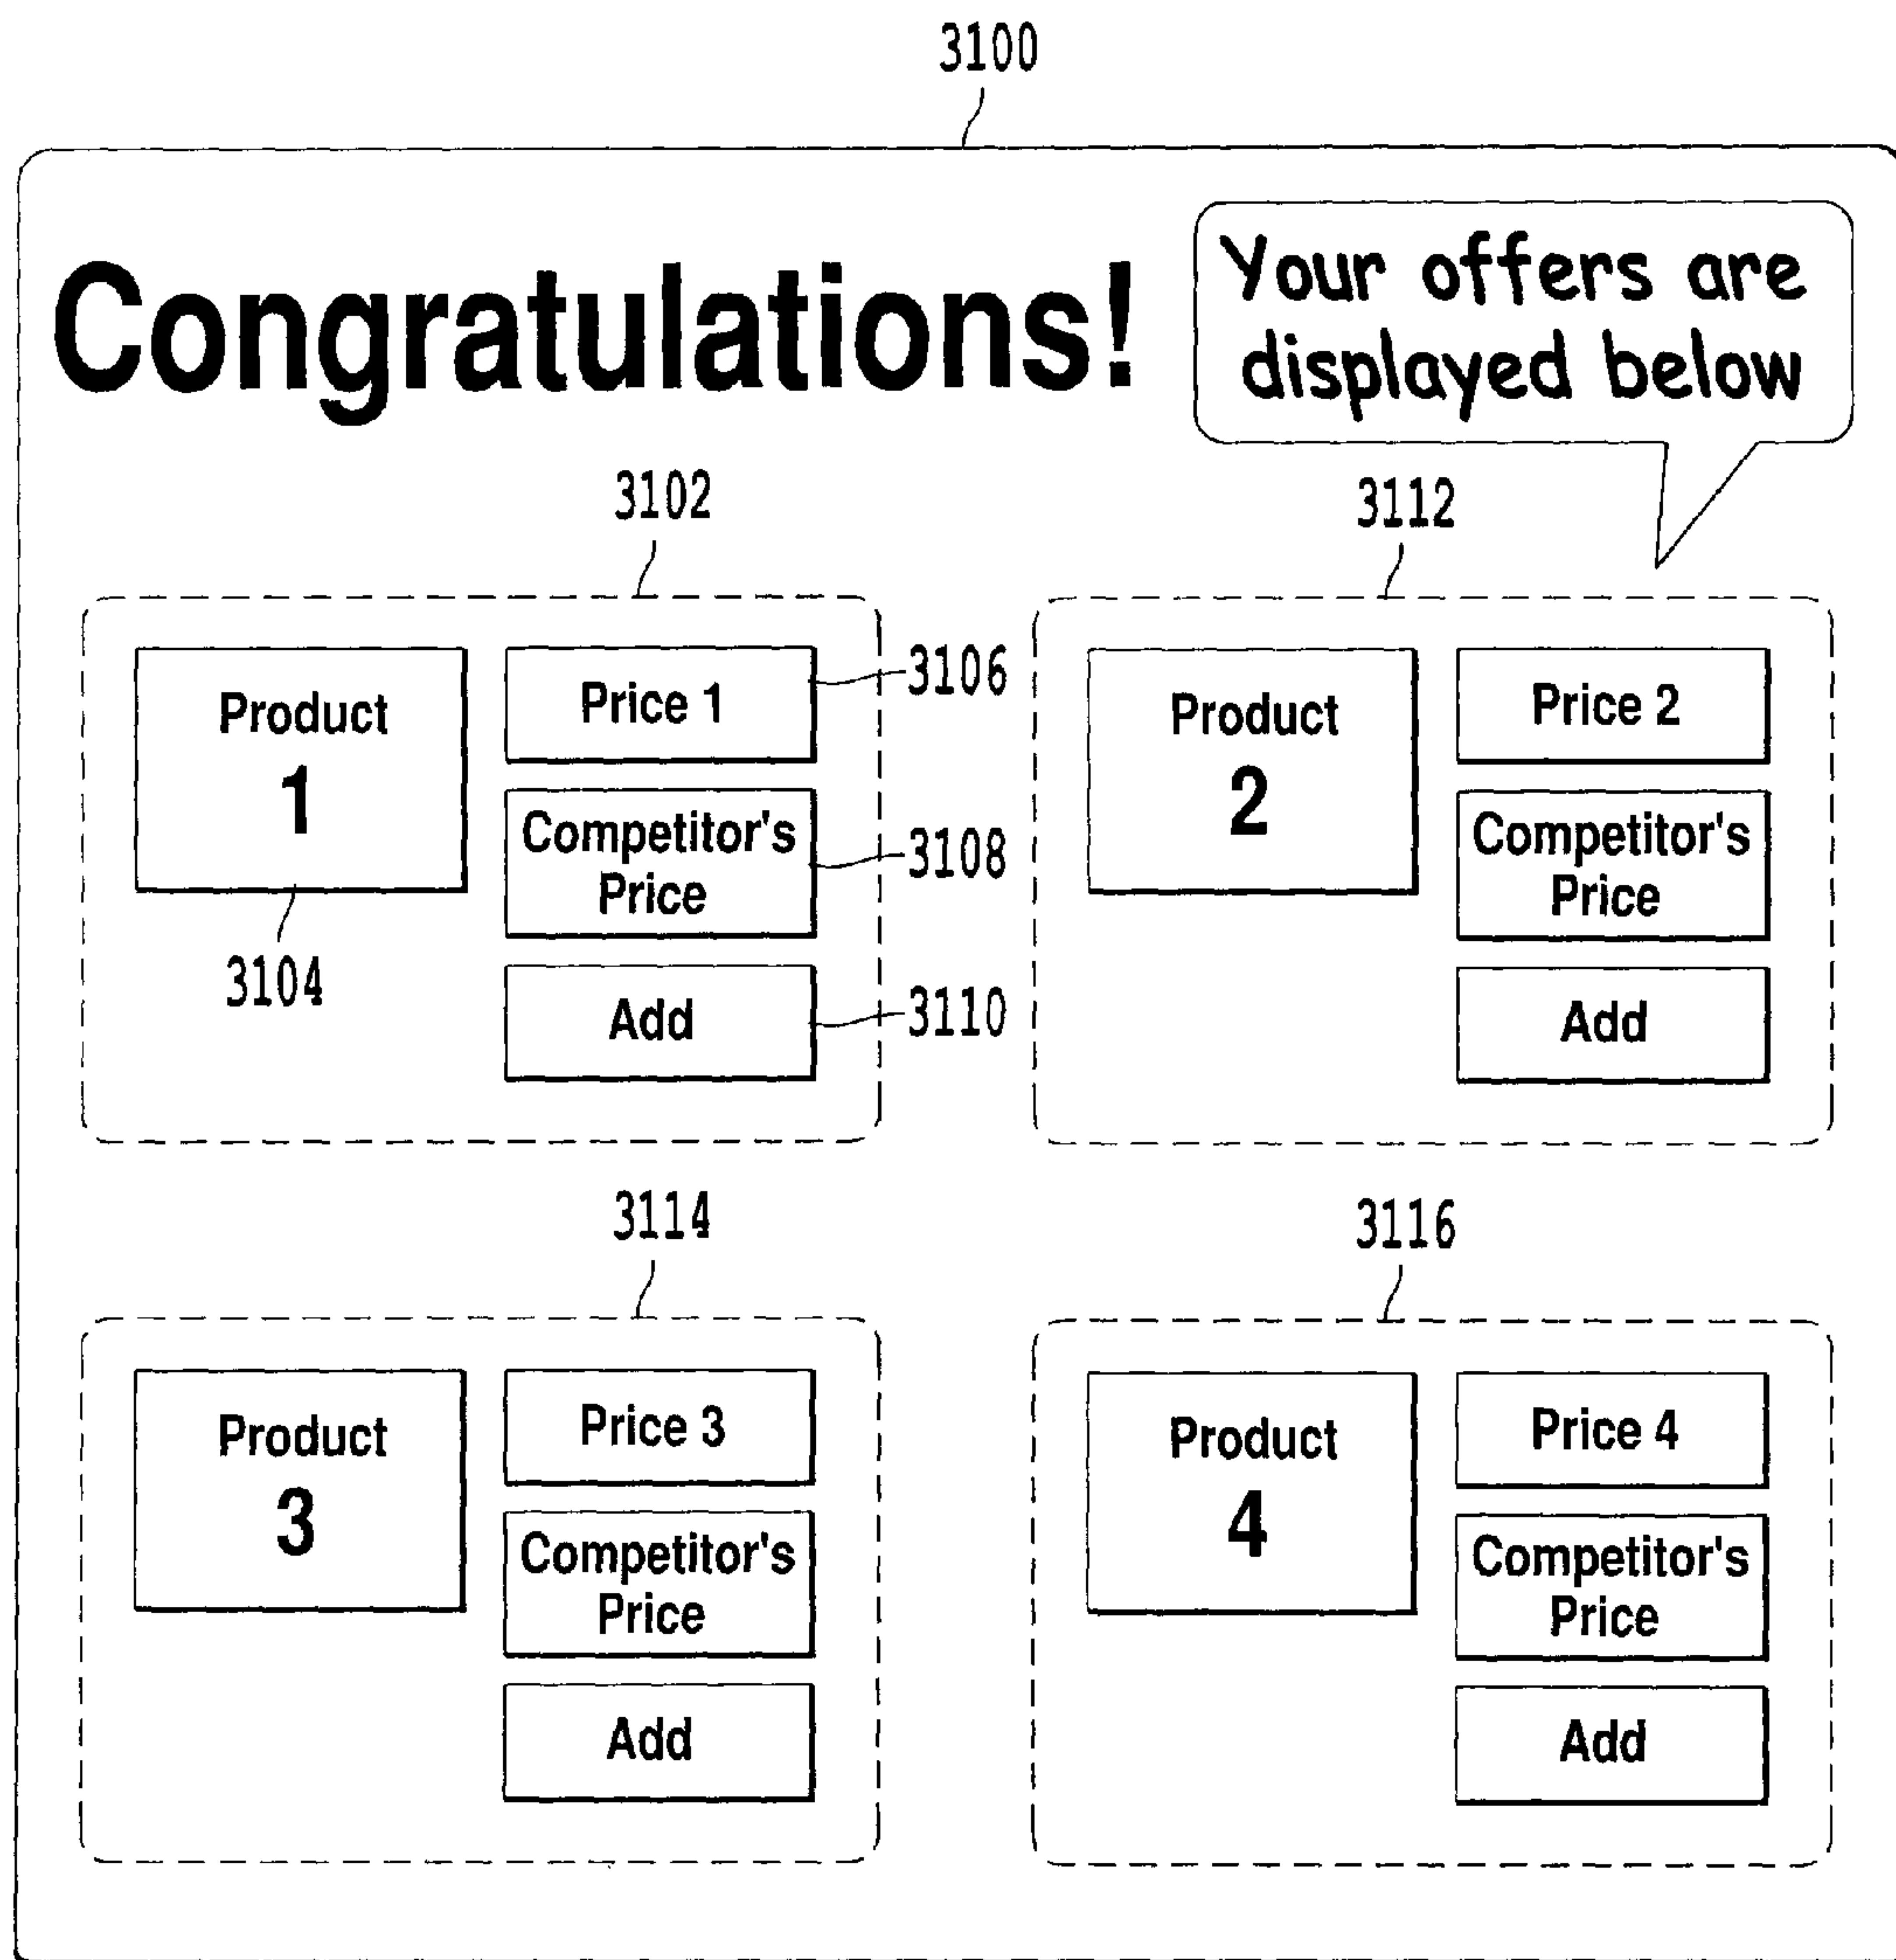 3100
Congratulations!
Your offers are
displayed below
3102
3112
Product
1
Price 1
3106
Competitor's
Price
3108
3104
Add
3110
Product
2
Price 2
Competitor's
Price
Add
3114
3116
Product
3
Price 3
Competitor's
Price
Add
Product
4
Price 4
Competitor's
Price
Add